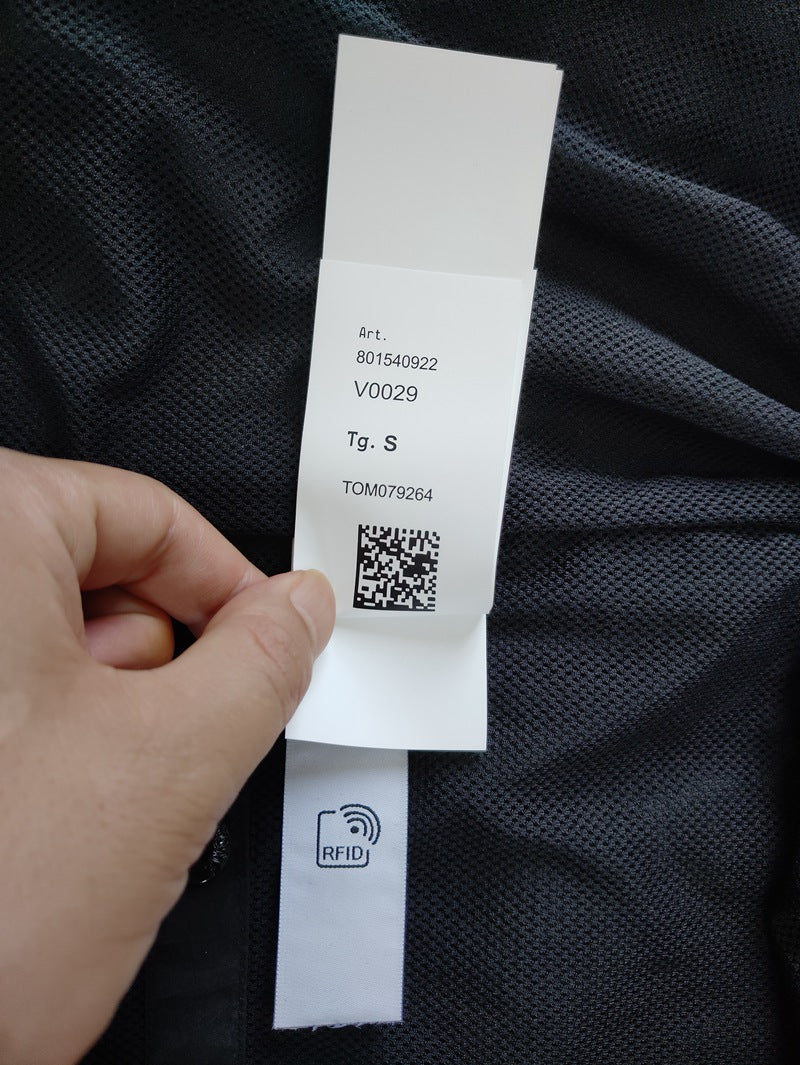 Art.
801540922
V0029
Tg. S
TOM079264
RFID